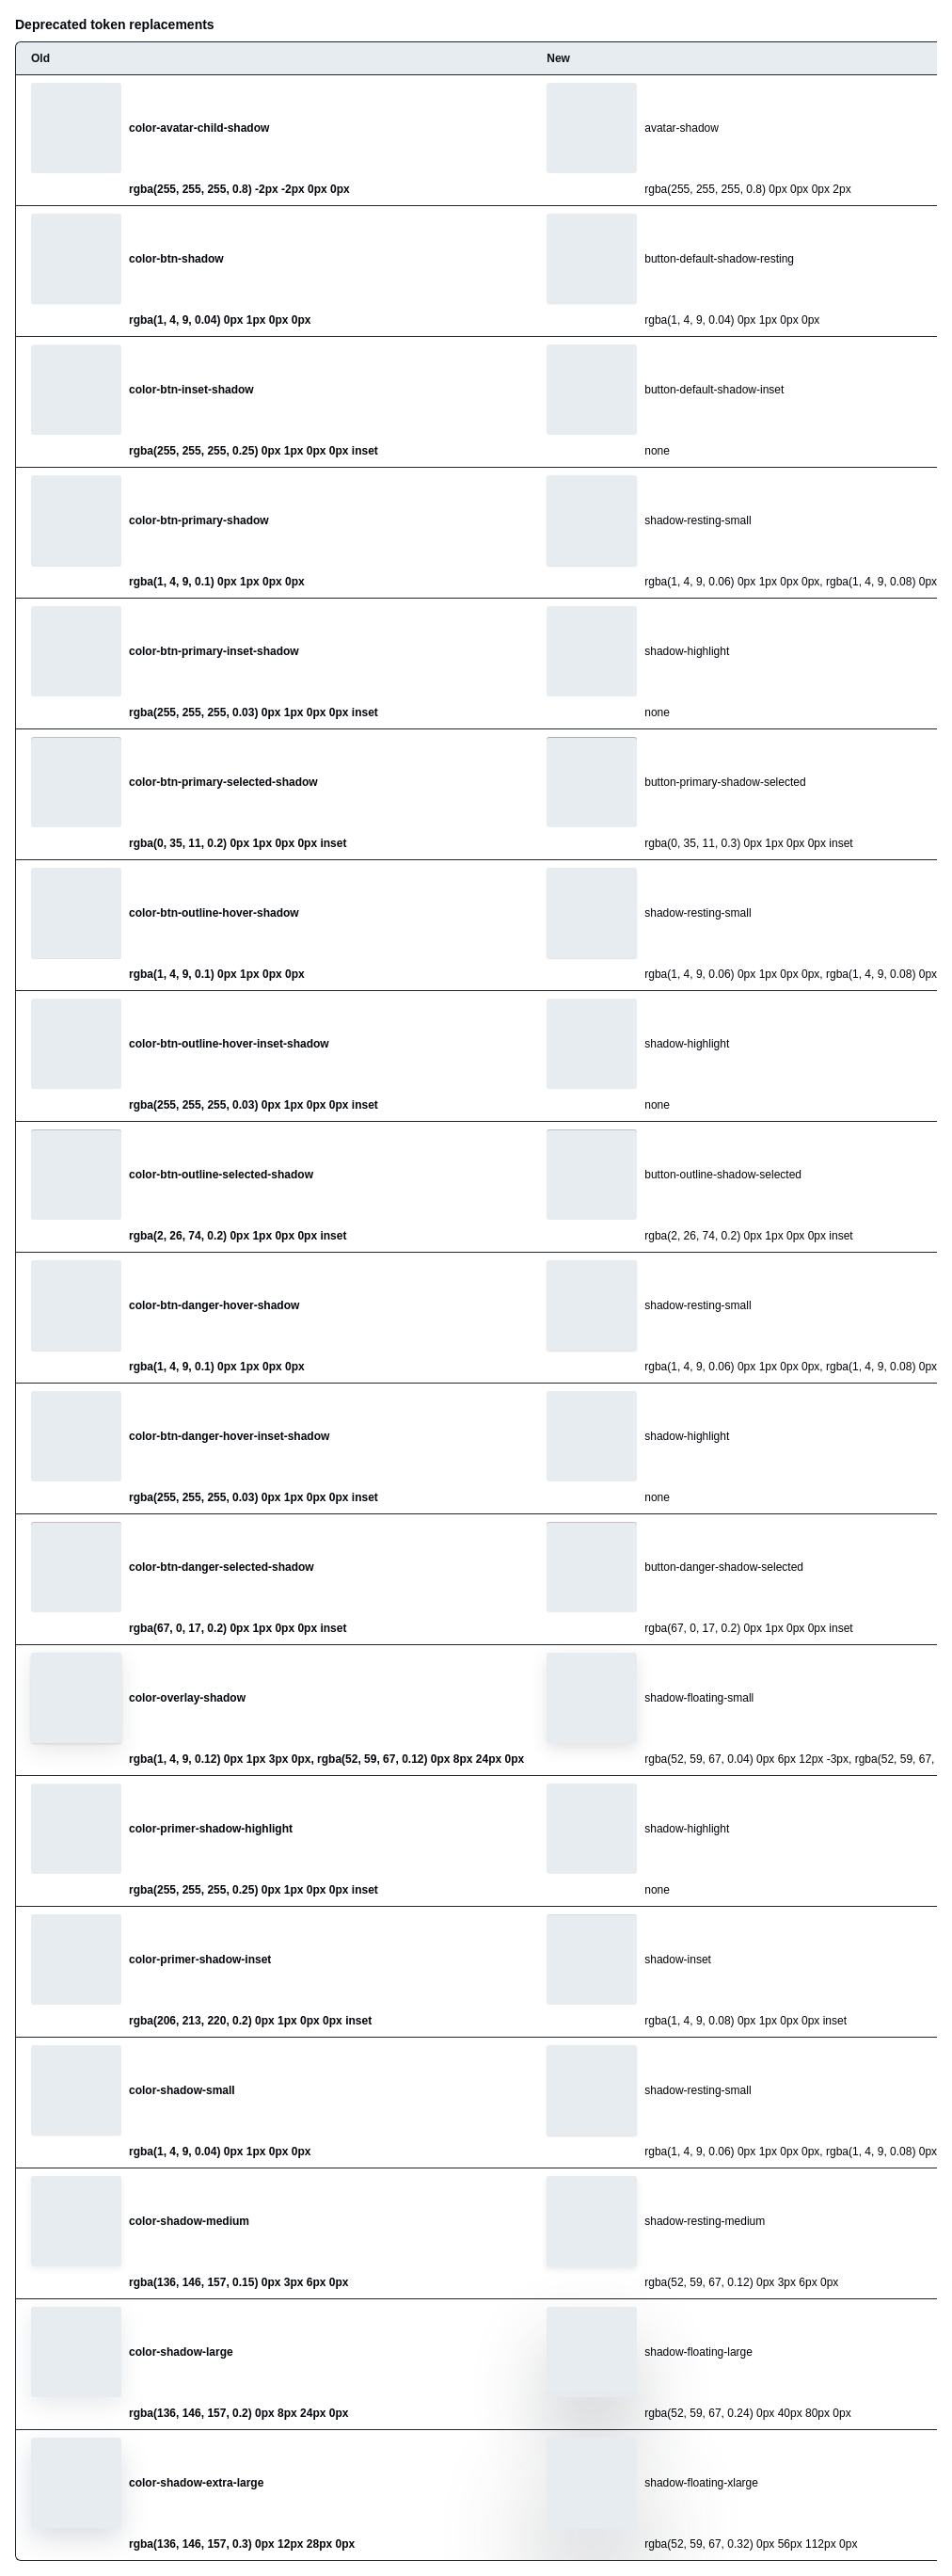 Deprecated token replacements
Old New
color-avatar-child-shadow avatar-shadow
rgba(255, 255, 255, 0.8) -2px -2px 0px 0px rgba(255, 255, 255, 0.8) 0px 0px 0px 2px
color-btn-shadow button-default-shadow-resting
rgba(1, 4, 9, 0.04) 0px 1px 0px 0px rgba(1, 4, 9, 0.04) 0px 1px 0px 0px
color-btn-inset-shadow button-default-shadow-inset
rgba(255, 255, 255, 0.25) 0px 1px 0px 0px inset none
color-btn-primary-shadow shadow-resting-small
rgba(1, 4, 9, 0.1) 0px 1px 0px 0px rgba(1, 4, 9, 0.06) 0px 1px 0px 0px, rgba(1, 4, 9, 0.08) 0px
color-btn-primary-inset-shadow shadow-highlight
rgba(255, 255, 255, 0.03) 0px 1px 0px 0px inset none
color-btn-primary-selected-shadow button-primary-shadow-selected
rgba(0, 35, 11, 0.2) 0px 1px 0px 0px inset rgba(0, 35, 11, 0.3) 0px 1px 0px 0px inset
color-btn-outline-hover-shadow shadow-resting-small
rgba(1, 4, 9, 0.1) 0px 1px 0px 0px rgba(1, 4, 9, 0.06) 0px 1px 0px 0px, rgba(1, 4, 9, 0.08) 0px
color-btn-outline-hover-inset-shadow shadow-highlight
rgba(255, 255, 255, 0.03) 0px 1px 0px 0px inset none
color-btn-outline-selected-shadow button-outline-shadow-selected
rgba(2, 26, 74, 0.2) 0px 1px 0px 0px inset rgba(2, 26, 74, 0.2) 0px 1px 0px 0px inset
color-btn-danger-hover-shadow shadow-resting-small
rgba(1, 4, 9, 0.1) 0px 1px 0px 0px rgba(1, 4, 9, 0.06) 0px 1px 0px 0px, rgba(1, 4, 9, 0.08) 0px
color-btn-danger-hover-inset-shadow shadow-highlight
rgba(255, 255, 255, 0.03) 0px 1px 0px 0px inset none
color-btn-danger-selected-shadow button-danger-shadow-selected
rgba(67, 0, 17, 0.2) 0px 1px 0px 0px inset rgba(67, 0, 17, 0.2) 0px 1px 0px 0px inset
color-overlay-shadow shadow-floating-small
rgba(1, 4, 9, 0.12) 0px 1px 3px 0px, rgba(52, 59, 67, 0.12) 0px 8px 24px 0px rgba(52, 59, 67, 0.04) 0px 6px 12px -3px, rgba(52, 59, 67,
color-primer-shadow-highlight shadow-highlight
rgba(255, 255, 255, 0.25) 0px 1px 0px 0px inset none
color-primer-shadow-inset shadow-inset
rgba(206, 213, 220, 0.2) 0px 1px 0px 0px inset rgba(1, 4, 9, 0.08) 0px 1px 0px 0px inset
color-shadow-small shadow-resting-small
rgba(1, 4, 9, 0.04) 0px 1px 0px 0px rgba(1, 4, 9, 0.06) 0px 1px 0px 0px, rgba(1, 4, 9, 0.08) 0px
color-shadow-medium shadow-resting-medium
rgba(136, 146, 157, 0.15) 0px 3px 6px 0px rgba(52, 59, 67, 0.12) 0px 3px 6px 0px
color-shadow-large shadow-floating-large
rgba(136, 146, 157, 0.2) 0px 8px 24px 0px rgba(52, 59, 67, 0.24) 0px 40px 80px 0px
color-shadow-extra-large shadow-floating-xlarge
rgba(136, 146, 157, 0.3) 0px 12px 28px 0px rgba(52, 59, 67, 0.32) 0px 56px 112px 0px